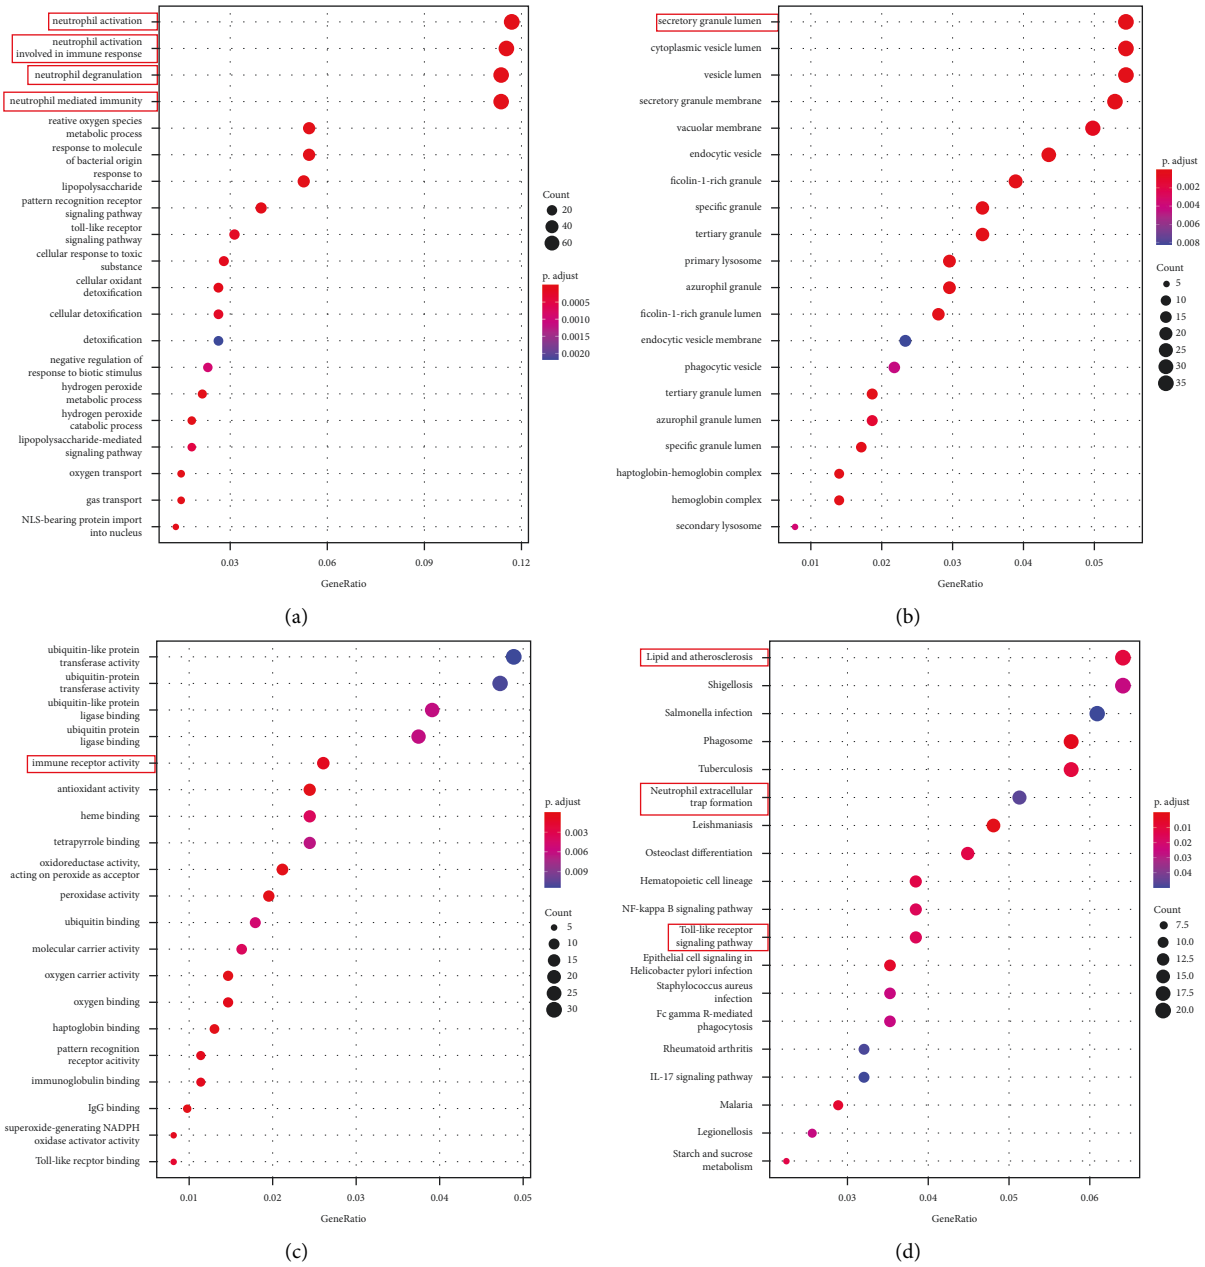 neutrophil activation
neutrophil activation
involved in immune response
neutrophil degranulation
neutrophil mediated immunity
reative oxygen species
metabolic process
response to molecule
of bacterial origin
response to
lipopolysaccharide
pattern recognition receptor
signaling pathway
toll-like receptor
signaling pathway
cellular response to toxic
substance
cellular oxidant
detoxification
cellular detoxification
detoxification
negative regulation of
response to biotic stimulus
hydrogen peroxide
metabolic process
hydrogen peroxide
catabolic process
lipopolysaccharide-mediated
signaling pathway
oxygen transport
gas transport
NLS-bearing protein import
into nucleus
0.03 0.06 0.09 0.12
GeneRatio
Count
20
40
60
p. adjust
0.0005
0.0010
0.0015
0.0020
(a)
secretory granule lumen
cytoplasmic vesicle lumen
vesicle lumen
secretory granule membrane
vacuolar membrane
endocytic vesicle
ficolin-1-rich granule
specific granule
tertiary granule
primary lysosome
azurophil granule
ficolin-1-rich granule lumen
endocytic vesicle membrane
phagocytic vesicle
tertiary granule lumen
azurophil granule lumen
specific granule lumen
haptoglobin-hemoglobin complex
hemoglobin complex
secondary lysosome
0.01 0.02 0.03 0.04 0.05
GeneRatio
p. adjust
0.002
0.004
0.006
0.008
Count
5
10
15
20
25
30
35
(b)
ubiquitin-like protein
transferase activity
ubiquitin-protein
transferase activity
ubiquitin-like protein
ligase binding
ubiquitin protein
ligase binding
immune receptor activity
antioxidant activity
heme binding
tetrapyrrole binding
oxidoreductase activity,
acting on peroxide as acceptor
peroxidase activity
ubiquitin binding
molecular carrier activity
oxygen carrier activity
oxygen binding
haptoglobin binding
pattern recognition
receptor acitivity
immunoglobulin binding
IgG binding
superoxide-generating NADPH
oxidase activator activity
Toll-like recptor binding
0.01 0.02 0.03 0.04 0.05
GeneRatio
p. adjust
0.003
0.006
0.009
Count
5
10
15
20
25
30
(c)
Lipid and atherosclerosis
Shigellosis
Salmonella infection
Phagosome
Tuberculosis
Neutrophil extracellular
trap formation
Leishmaniasis
Osteoclast differentiation
Hematopoietic cell lineage
NF-kappa B signaling pathway
Toll-like receptor
signaling pathway
Epithelial cell signaling in
Helicobacter pylori infection
Staphylococcus aureus
infection
Fc gamma R-mediated
phagocytosis
Rheumatoid arthritis
IL-17 signaling pathway
Malaria
Legionellosis
Starch and sucrose
metabolism
0.03 0.04 0.05 0.06
GeneRatio
p. adjust
0.01
0.02
0.03
0.04
Count
7.5
10.0
12.5
15.0
17.5
20.0
(d)